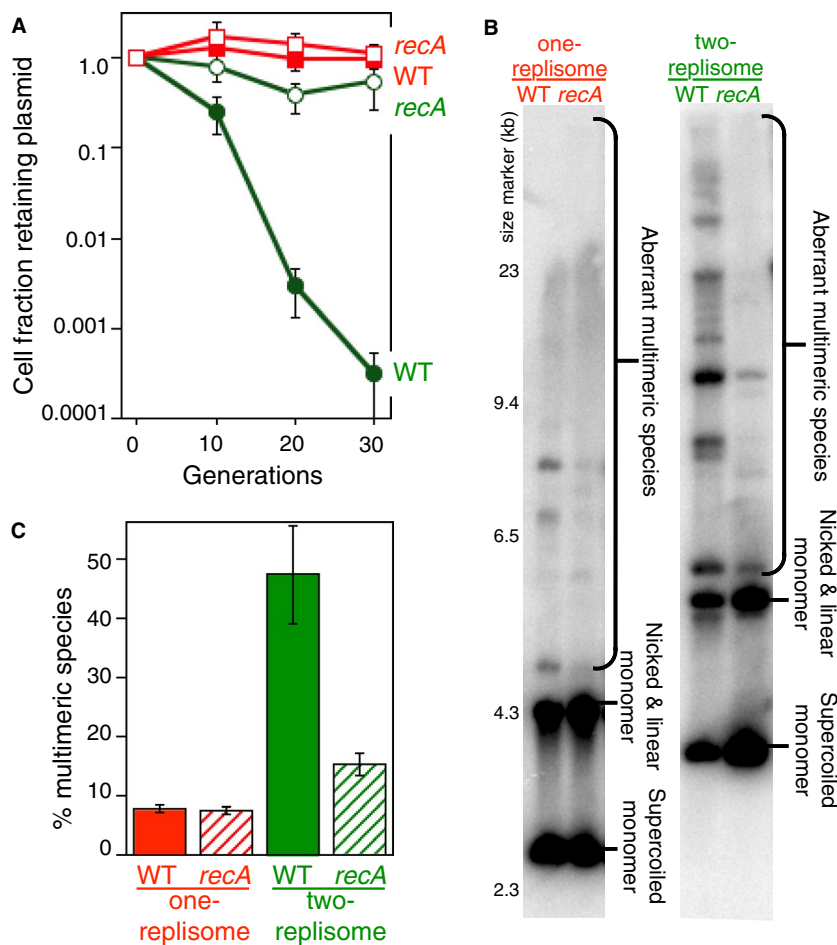 A
Cell fraction retaining plasmid
1.0
0.1
0.01
0.001
0.0001
0
10
20
30
Generations
recA
WT
recA
WT
B
one-
replisome
WT recA
two-
replisome
WT recA
size marker (kb)
23
9.4
6.5
4.3
2.3
Aberrant multimeric species
Nicked & linear
monomer
Supercoiled
monomer
Aberrant multimeric species
Nicked & linear
monomer
Supercoiled
monomer
C
% multimeric species
50
40
30
20
10
0
WT recA
one-
replisome
WT recA
two-
replisome